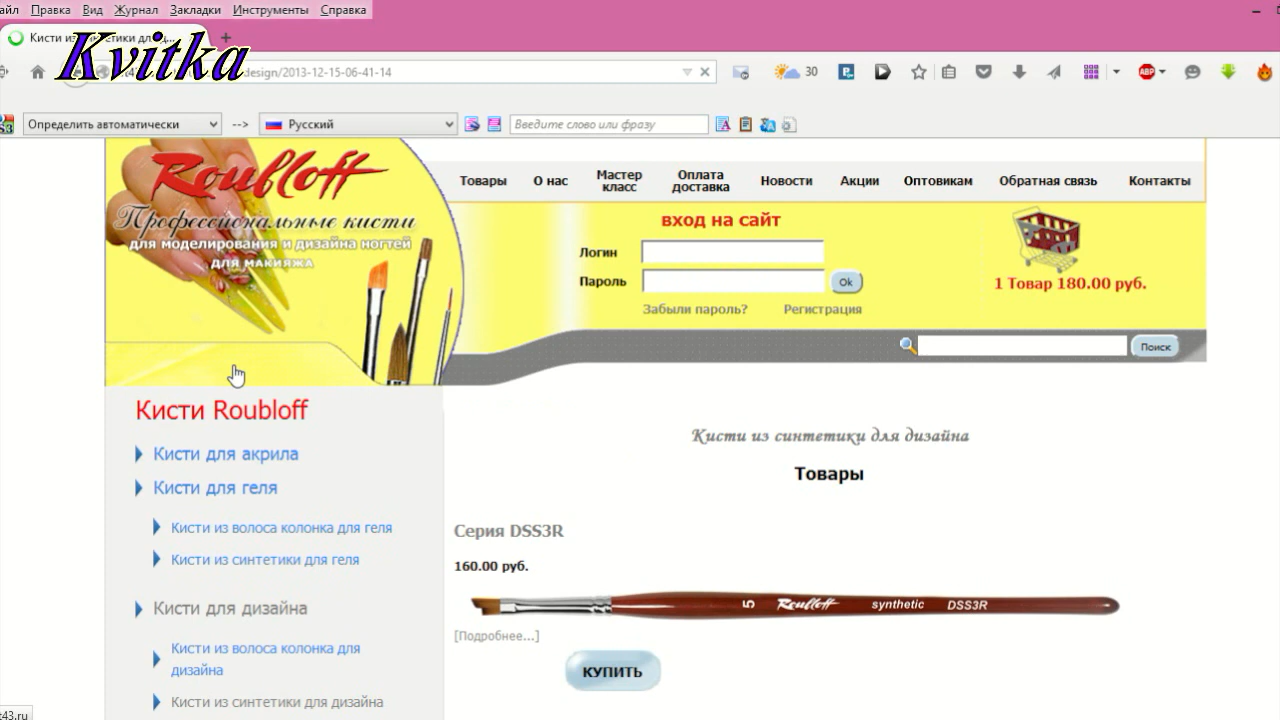 айл Правка Вид Журнал Закладки Инструменты Справка
Кисти из синтетики для д...
Kvitka
design/2013-12-15-06-41-14
30
ABP
S3
Определить автоматически --> Русский Введите слово или фразу
Roubloff
Профессиональные кисти
для моделирования и дизайна ногтей
для макияжа
Товары О нас Мастер класс Оплата доставка Новости Акции Оптовикам Обратная связь Контакты
вход на сайт
Логин
Пароль Ok
Забыли пароль? Регистрация
1 Товар 180.00 руб.
Поиск
Кисти Roubloff
Кисти для акрила
Кисти для геля
Кисти из волоса колонка для геля
Кисти из синтетики для геля
Кисти для дизайна
Кисти из волоса колонка для
дизайна
Кисти из синтетики для дизайна
Кисти из синтетики для дизайна
Товары
Серия DSS3R
160.00 руб.
5 Roubloff synthetic DSS3R
[Подробнее...]
КУПИТЬ
t43.ru